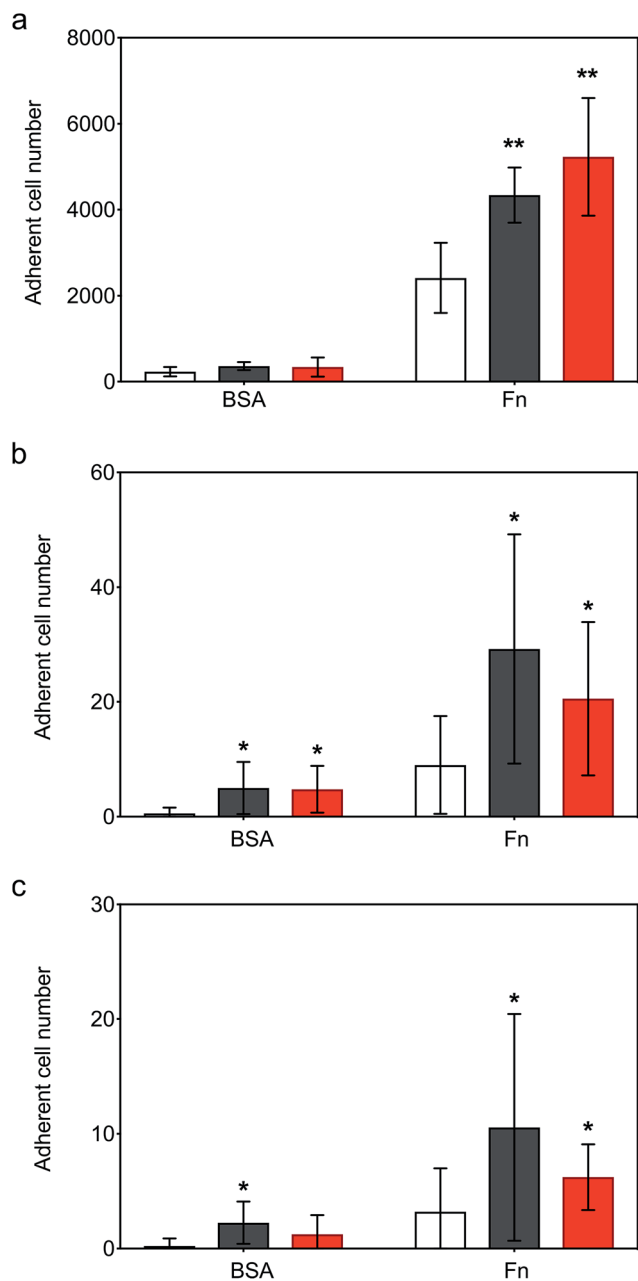 a
Adherent cell number
8000
6000
4000
2000
0
**
**
BSA
Fn
b
Adherent cell number
60
40
20
0
*
*
*
*
BSA
Fn
c
Adherent cell number
30
20
10
0
*
*
*
BSA
Fn